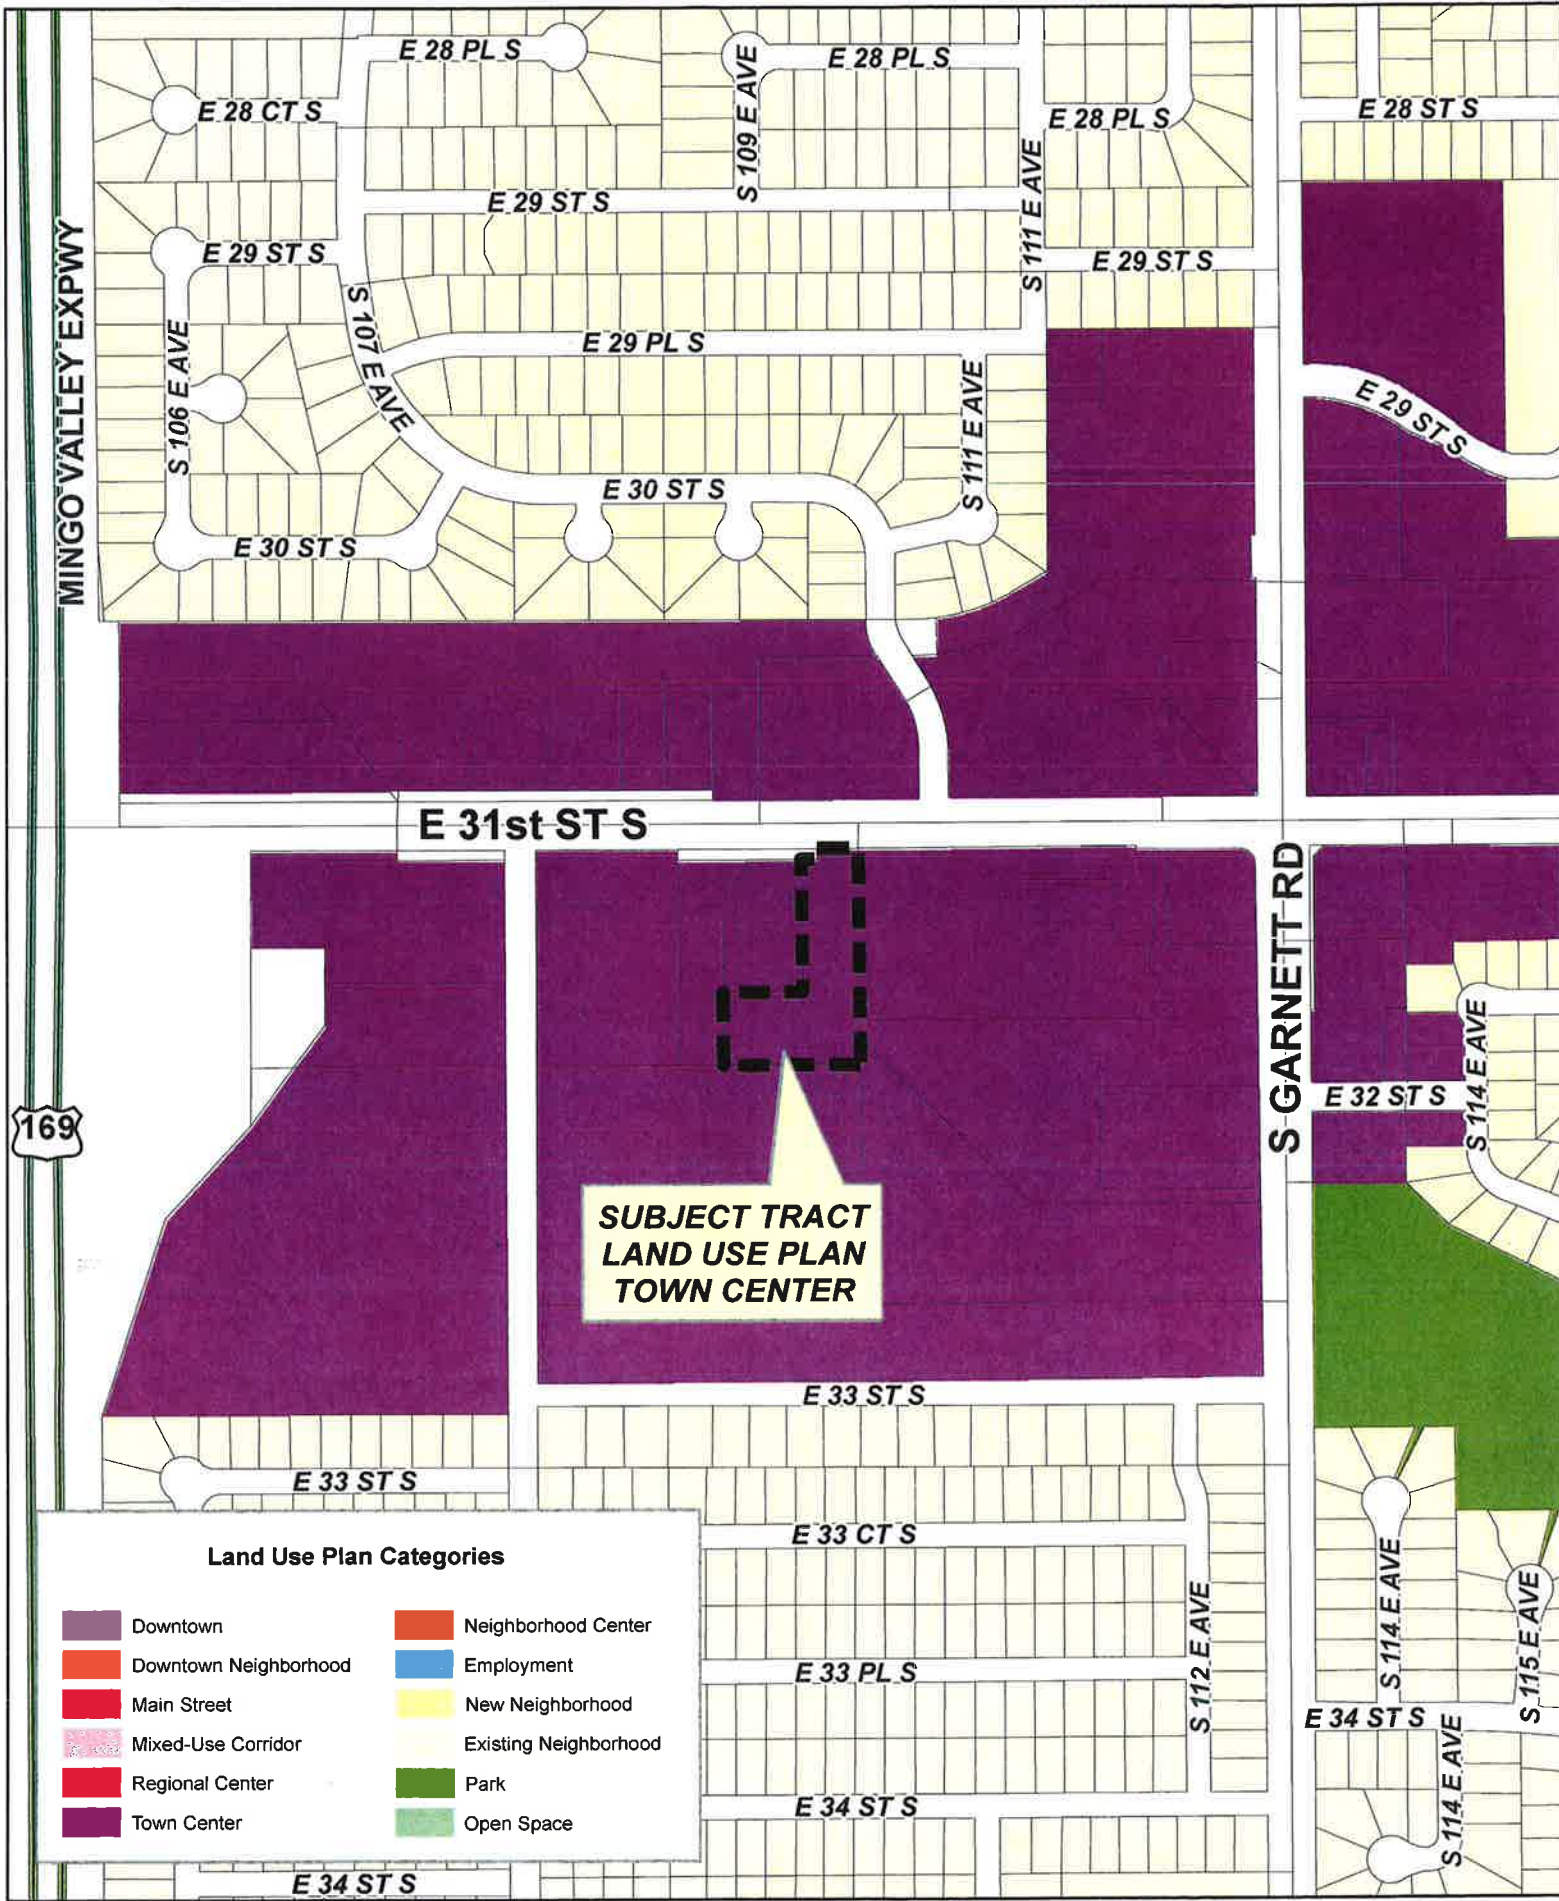 E 28 PL S
E 28 PL S
E 28 CT S
E 28 PL S
E 28 ST S
S 109 E AVE
S 111 E AVE
E 29 ST S
E 29 ST S
E 29 ST S
MINGO VALLEY EXPWY
S 107 E AVE
S 106 E AVE
E 29 PL S
S 111 E AVE
E 29 ST S
E 30 ST S
E 30 ST S
E 31st ST S
S GARNETT RD
169
E 32 ST S
S 114 E AVE
SUBJECT TRACT
LAND USE PLAN
TOWN CENTER
E 33 ST S
E 33 ST S
E 33 CT S
S 112 E AVE
S 114 E AVE
S 115 E AVE
E 33 PL S
E 34 ST S
S 114 E AVE
E 34 ST S
E 34 ST S
Land Use Plan Categories
Downtown
Downtown Neighborhood
Main Street
Mixed-Use Corridor
Regional Center
Town Center
Neighborhood Center
Employment
New Neighborhood
Existing Neighborhood
Park
Open Space